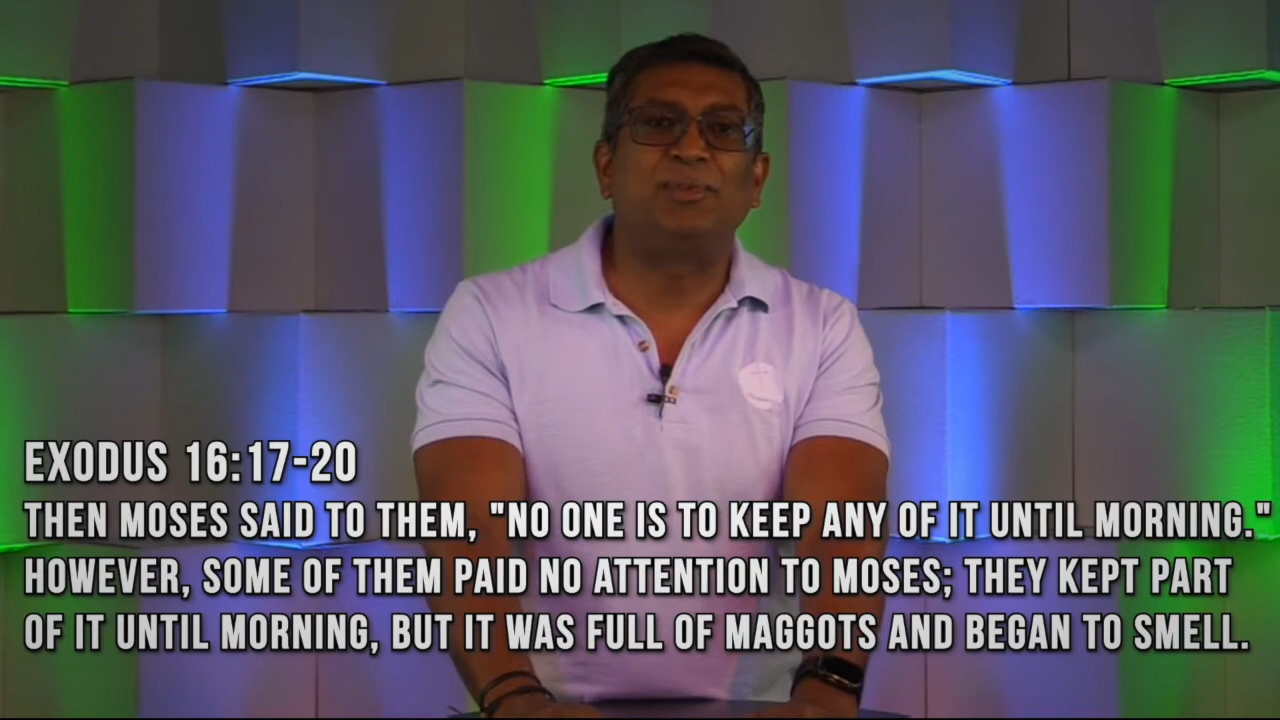 EXODUS 16:17-20
THEN MOSES SAID TO THEM, "NO ONE IS TO KEEP ANY OF IT UNTIL MORNING."
HOWEVER, SOME OF THEM PAID NO ATTENTION TO MOSES; THEY KEPT PART
OF IT UNTIL MORNING, BUT IT WAS FULL OF MAGGOTS AND BEGAN TO SMELL.